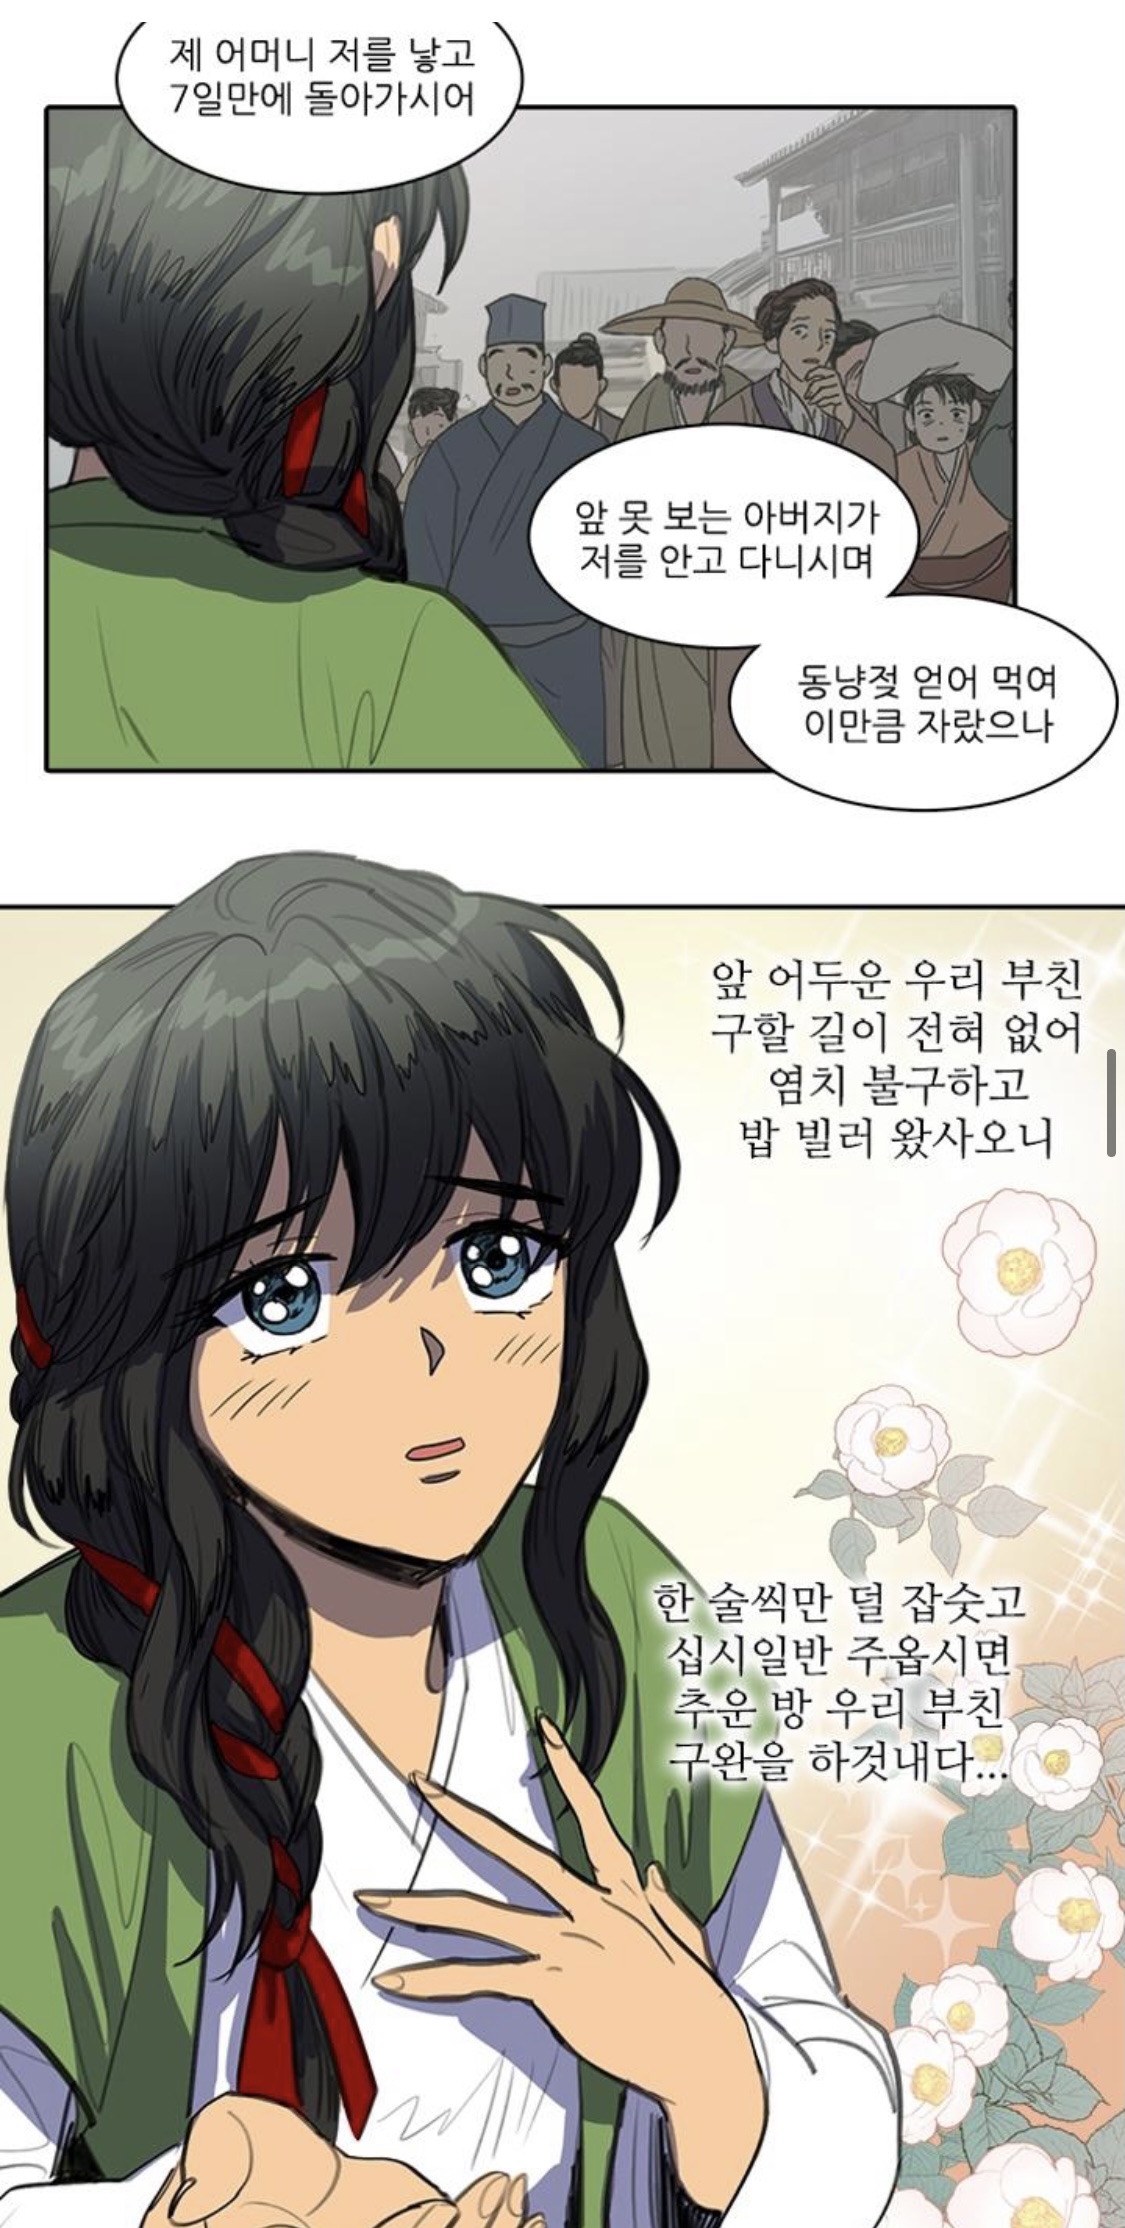 제 어머니 저를 낳고
7일만에 돌아가시어
앞 못 보는 아버지가
저를 안고 다니시며
동냥젖 얻어 먹여
이만큼 자랐으나
앞 어두운 우리 부친
구할 길이 전혀 없어
염치 불구하고
밥 빌러 왔사오니
한 술씩만 덜 잡숫고
십시일반 주옵시면
추운 방 우리 부친
구완을 하것내다...